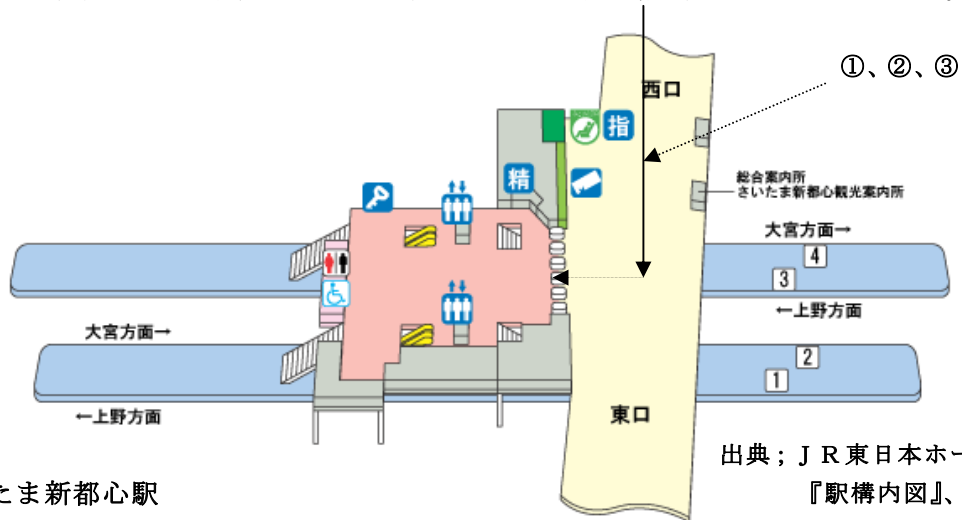 ①、②、③
西口
指
精
総合案内所
さいたま新都心観光案内所
大宮方面→
4
3
←上野方面
大宮方面→
2
1
←上野方面
東口
出典；ＪＲ東日本ホー
たま新都心駅
『駅構内図』、